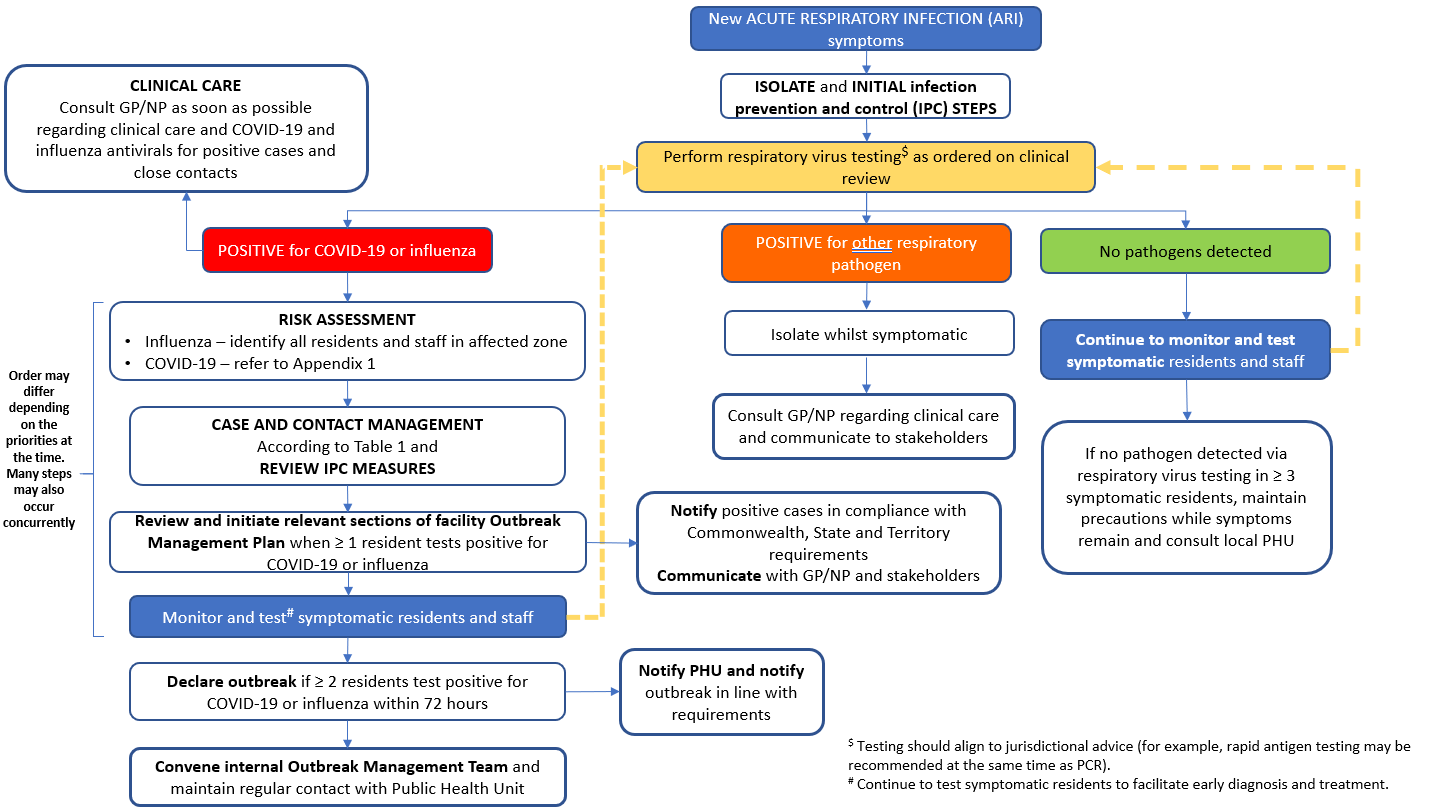 New ACUTE RESPIRATORY INFECTION (ARI)
symptoms
ISOLATE and INITIAL infection
prevention and control (IPC) STEPS
Perform respiratory virus testing$ as ordered on clinical
review
CLINICAL CARE
Consult GP/NP as soon as possible
regarding clinical care and COVID-19 and
influenza antivirals for positive cases and
close contacts
POSITIVE for COVID-19 or influenza
POSITIVE for other respiratory
pathogen
No pathogens detected
RISK ASSESSMENT
• Influenza – identify all residents and staff in affected zone
• COVID-19 – refer to Appendix 1
Isolate whilst symptomatic
Continue to monitor and test
symptomatic residents and staff
Order may
differ
depending
on the
priorities at
the time.
Many steps
may also
occur
concurrently
CASE AND CONTACT MANAGEMENT
According to Table 1 and
REVIEW IPC MEASURES
Consult GP/NP regarding clinical care
and communicate to stakeholders
If no pathogen detected via
respiratory virus testing in ≥ 3
symptomatic residents, maintain
precautions while symptoms
remain and consult local PHU
Review and initiate relevant sections of facility Outbreak
Management Plan when ≥ 1 resident tests positive for
COVID-19 or influenza
Notify positive cases in compliance with
Commonwealth, State and Territory
requirements
Communicate with GP/NP and stakeholders
Monitor and test# symptomatic residents and staff
Declare outbreak if ≥ 2 residents test positive for
COVID-19 or influenza within 72 hours
Notify PHU and notify
outbreak in line with
requirements
Convene internal Outbreak Management Team and
maintain regular contact with Public Health Unit
$ Testing should align to jurisdictional advice (for example, rapid antigen testing may be
recommended at the same time as PCR).
# Continue to test symptomatic residents to facilitate early diagnosis and treatment.